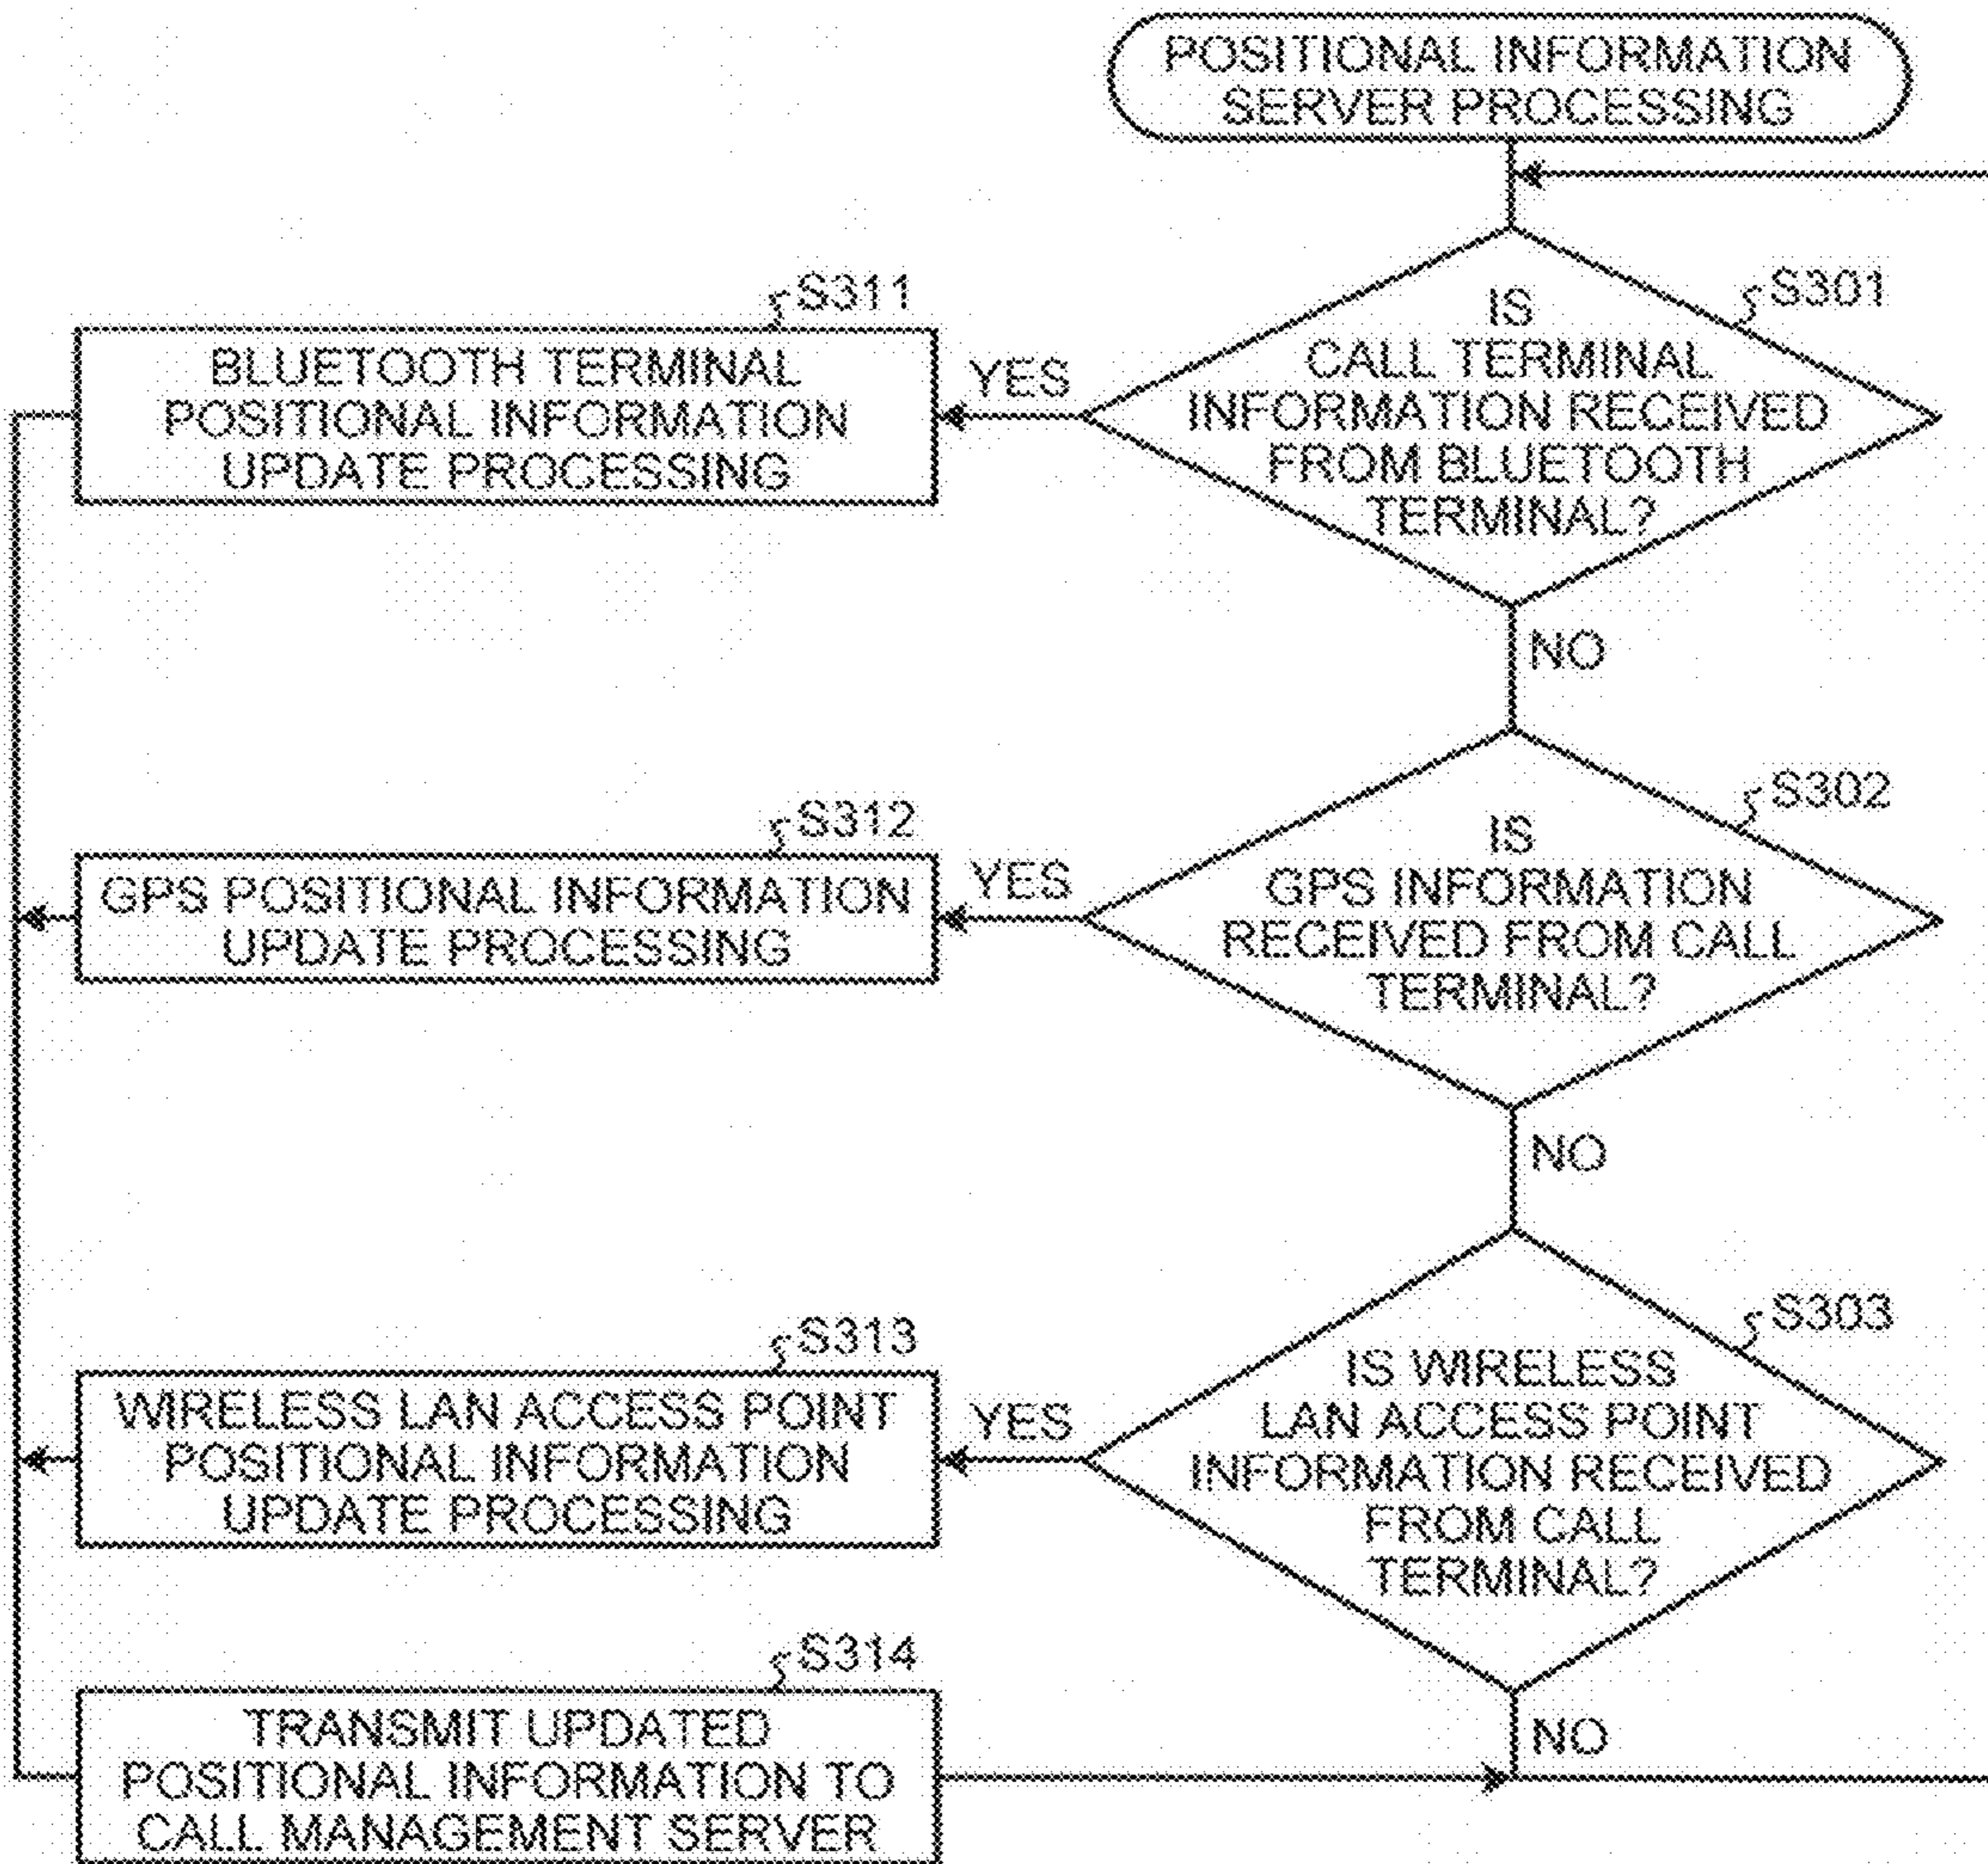 POSITIONAL INFORMATION
SERVER PROCESSING
S301
IS
CALL TERMINAL
INFORMATION RECEIVED
FROM BLUETOOTH
TERMINAL?
YES
NO
S311
BLUETOOTH TERMINAL
POSITIONAL INFORMATION
UPDATE PROCESSING
S302
IS
GPS INFORMATION
RECEIVED FROM CALL
TERMINAL?
YES
NO
S312
GPS POSITIONAL INFORMATION
UPDATE PROCESSING
S303
IS WIRELESS
LAN ACCESS POINT
INFORMATION RECEIVED
FROM CALL
TERMINAL?
YES
NO
S313
WIRELESS LAN ACCESS POINT
POSITIONAL INFORMATION
UPDATE PROCESSING
S314
TRANSMIT UPDATED
POSITIONAL INFORMATION TO
CALL MANAGEMENT SERVER